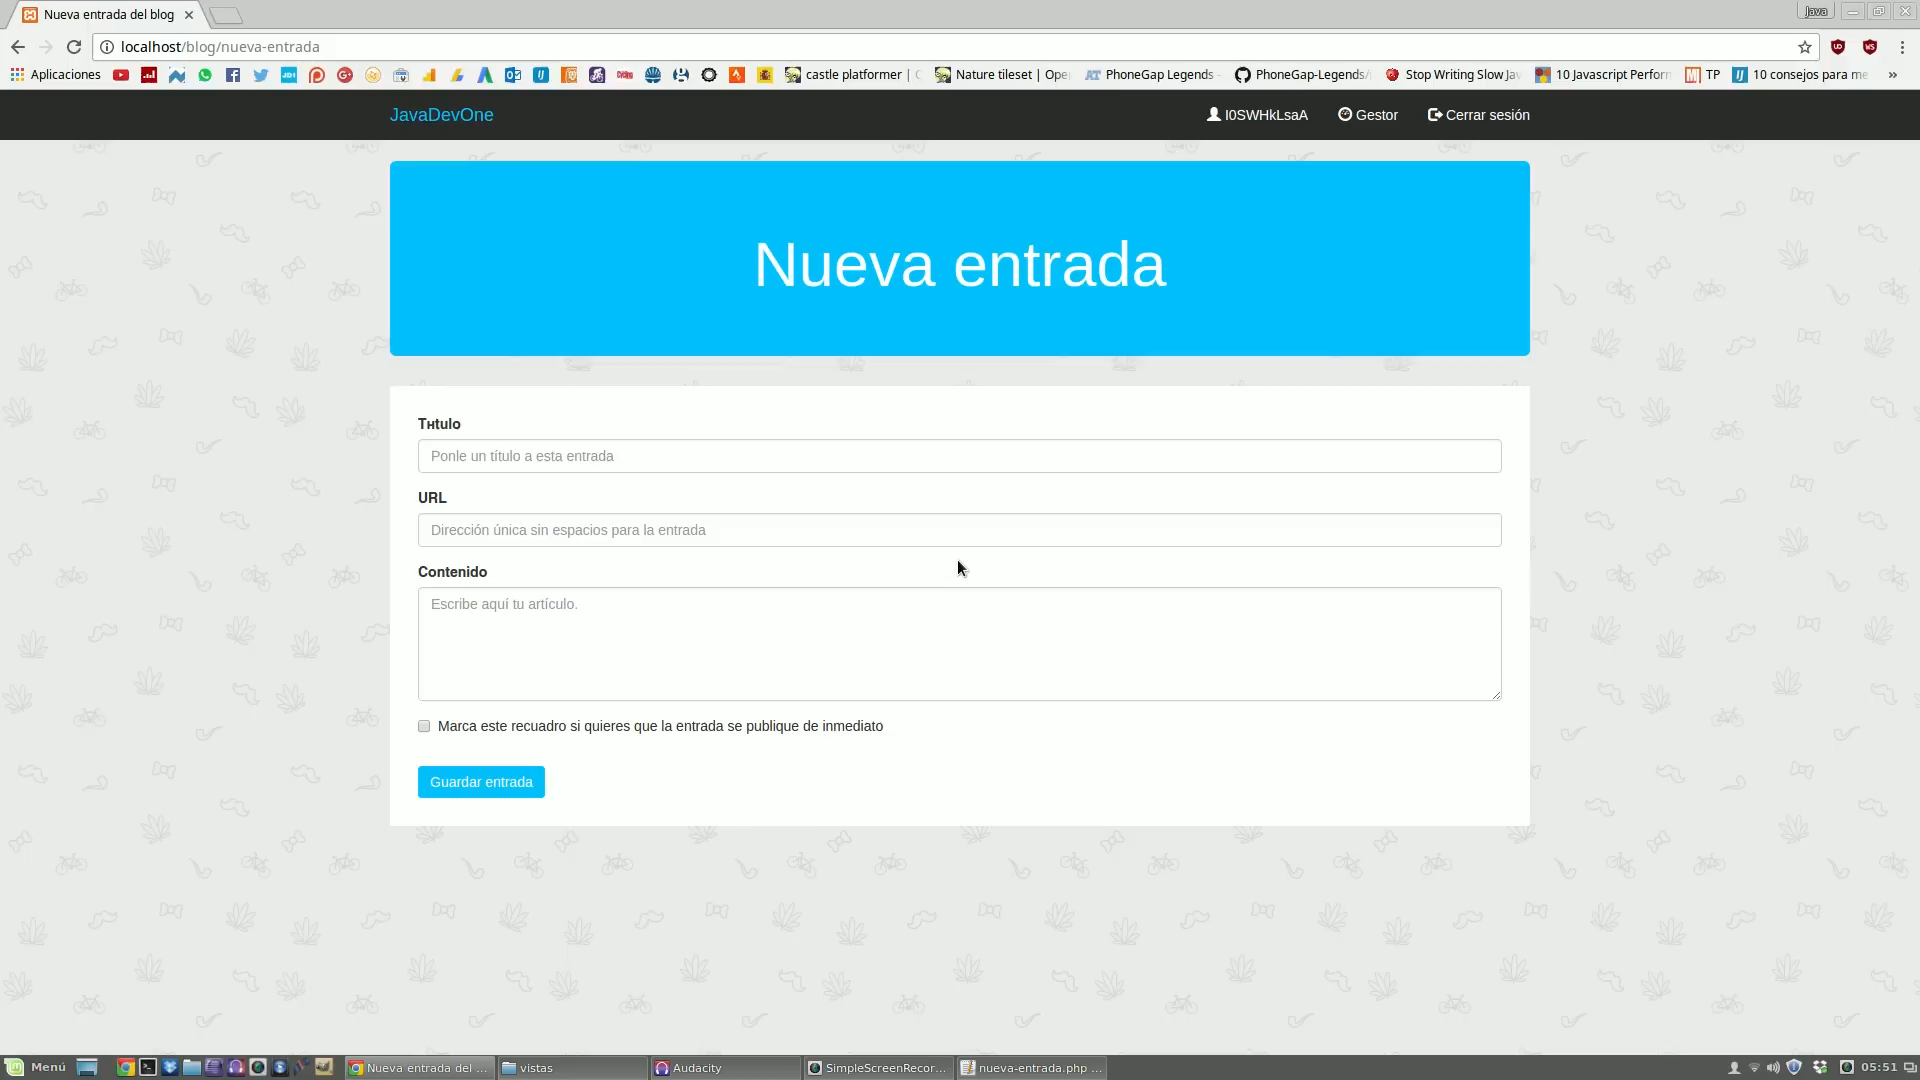 Nueva entrada del blog
Java
localhost/blog/nueva-entrada
Aplicaciones
castle platformer |
Nature tileset | Ope
PhoneGap Legends
PhoneGap-Legends/
Stop Writing Slow Jav
10 Javascript Perforr
TP
10 consejos para me
JavaDevOne
I0SWHkLsaA
Gestor
Cerrar sesión
Nueva entrada
Tнtulo
Ponle un título a esta entrada
URL
Dirección única sin espacios para la entrada
Contenido
Escribe aquí tu artículo.
Marca este recuadro si quieres que la entrada se publique de inmediato
Guardar entrada
Menú
Nueva entrada del ...
vistas
Audacity
SimpleScreenRecor...
nueva-entrada.php ...
05:51